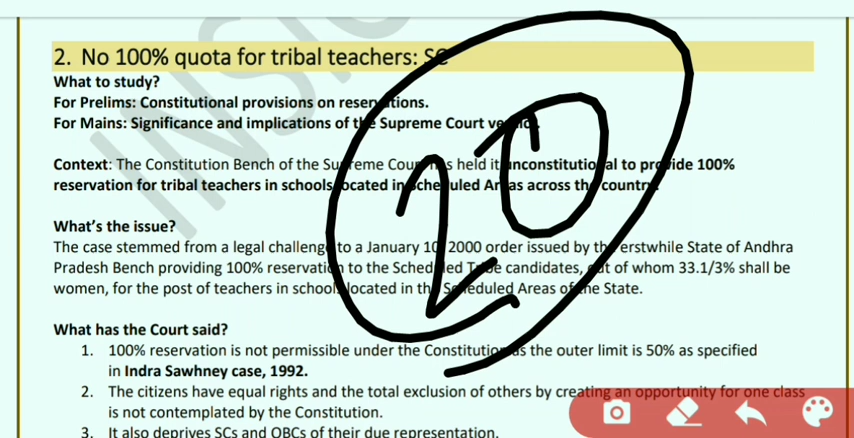 2. No 100% quota for tribal teachers: SC
What to study?
For Prelims: Constitutional provisions on reservations.
For Mains: Significance and implications of the Supreme Court verdict.
Context: The Constitution Bench of the Supreme Court has held it unconstitutional to provide 100%
reservation for tribal teachers in schools located in Scheduled Areas across the country.
What's the issue?
The case stemmed from a legal challenge to a January 10, 2000 order issued by the erstwhile State of Andhra
Pradesh Bench providing 100% reservation to the Scheduled Tribe candidates, out of whom 33.1/3% shall be
women, for the post of teachers in schools located in the Scheduled Areas of the State.
What has the Court said?
1. 100% reservation is not permissible under the Constitution as the outer limit is 50% as specified
in Indra Sawhney case, 1992.
2. The citizens have equal rights and the total exclusion of others by creating an opportunity for one class
is not contemplated by the Constitution.
3. It also deprives SCs and OBCs of their due representation.
20